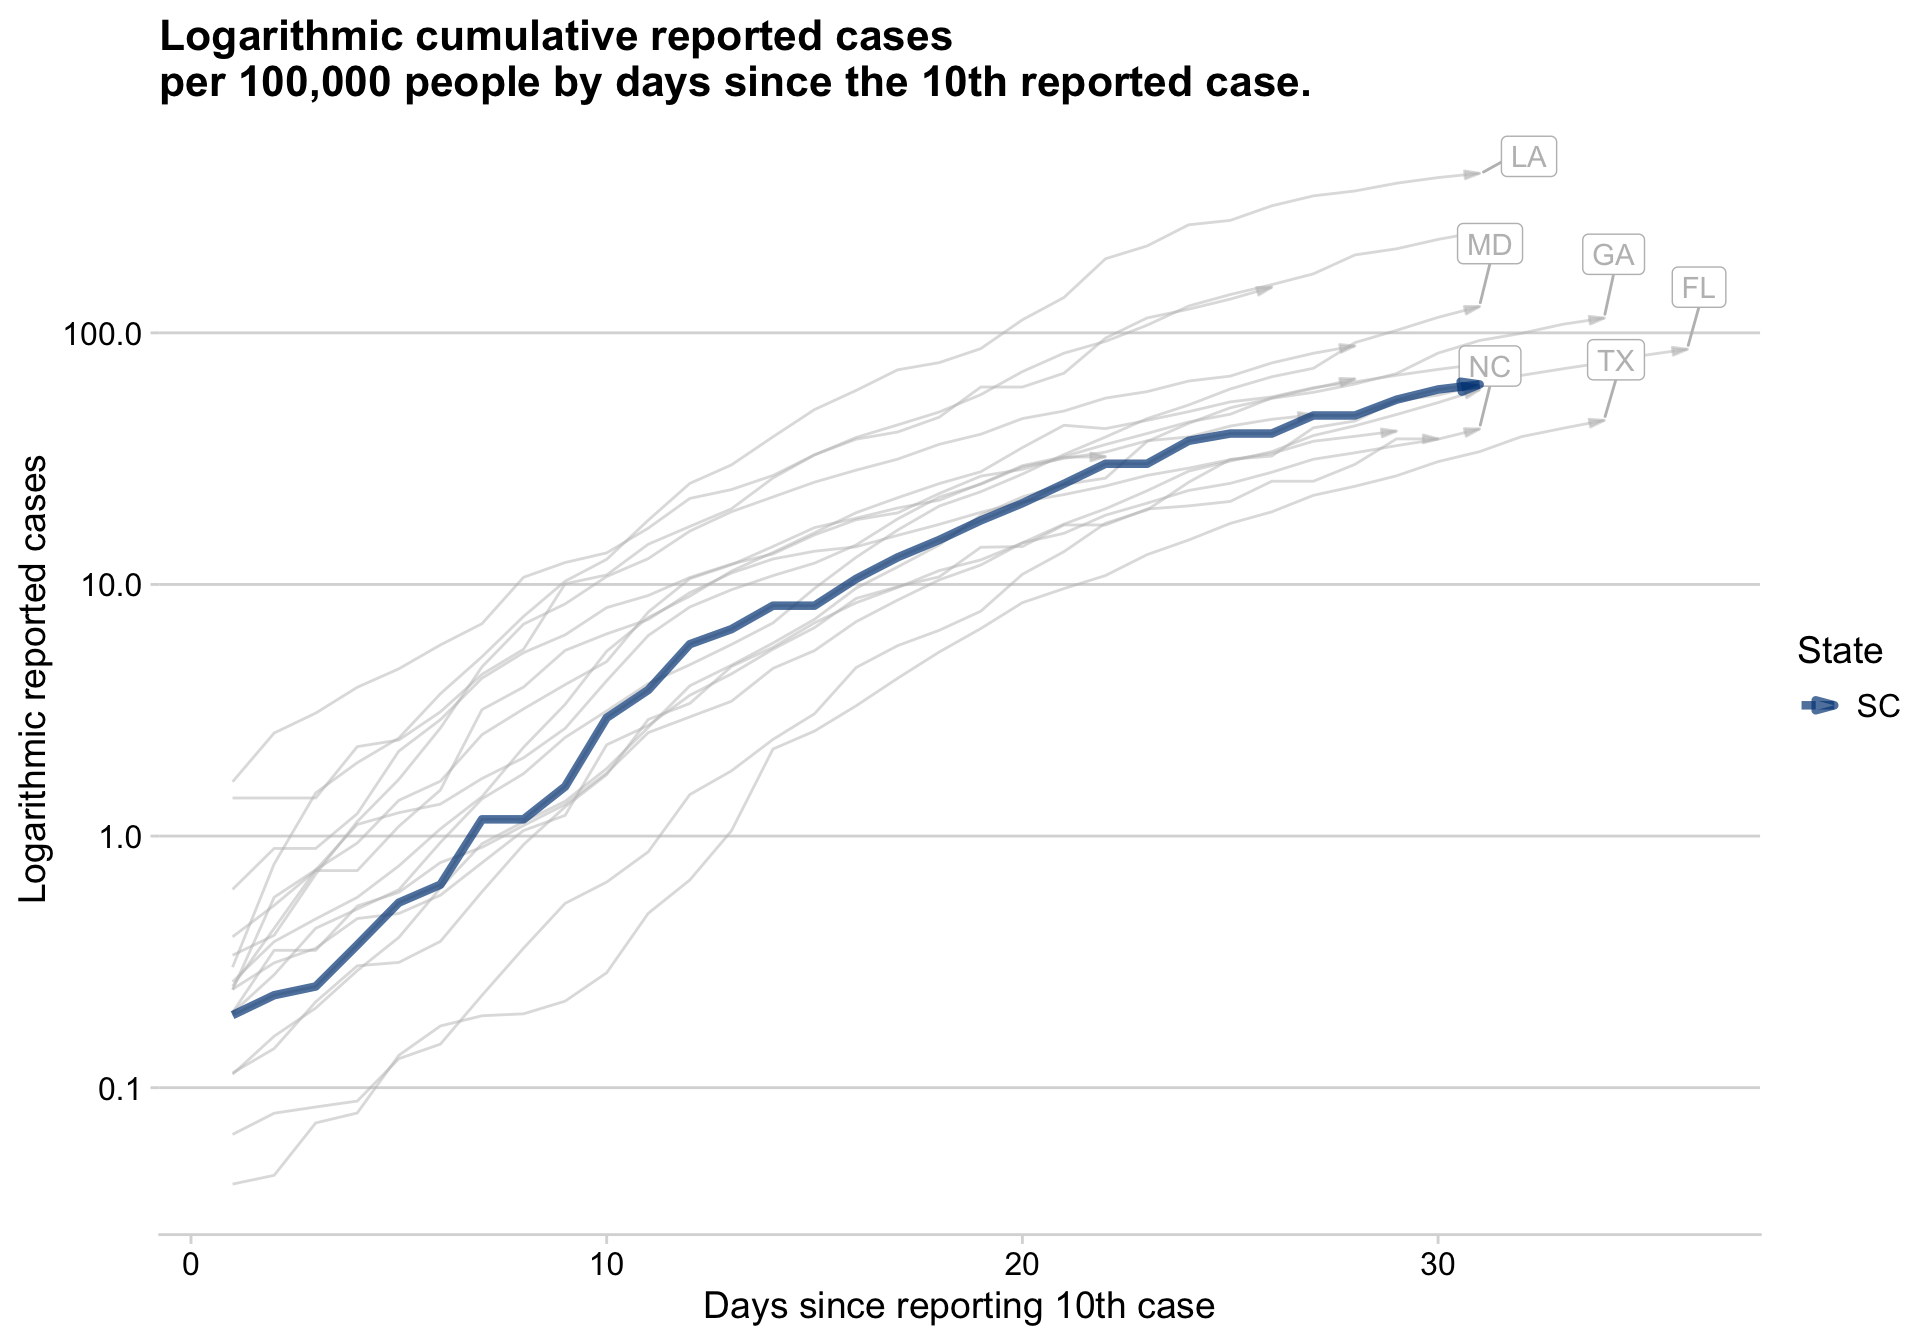 Logarithmic cumulative reported cases
per 100,000 people by days since the 10th reported case.
LA
MD
GA
FL
NC
TX
100.0
10.0
1.0
0.1
Logarithmic reported cases
State
SC
0
10
20
30
Days since reporting 10th case